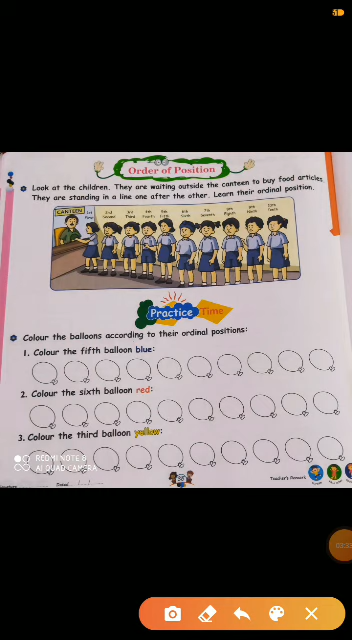 Order of Position
Look at the children. They are waiting outside the canteen to buy food articles.
They are standing in a line one after the other. Learn their ordinal position.
CANTEEN
1st 2nd 3rd 4th 5th 6th 7th 8th 9th 10th
First Second Third Fourth Fifth Sixth Seventh Eighth Ninth Tenth
Practice Time
Colour the balloons according to their ordinal positions:
1. Colour the fifth balloon blue:
2. Colour the sixth balloon red:
3. Colour the third balloon yellow:
REDMI NOTE 8
AI QUAD CAMERA
Dated
38
Teacher's Remark